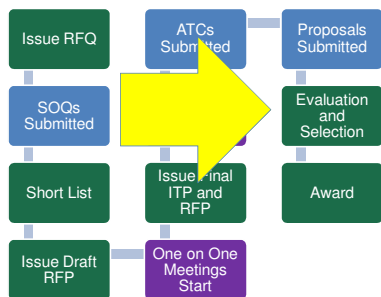 Issue RFQ
SOQs
Submitted
Short List
Issue Draft
RFP
One on One
Meetings
Start
Issue Final
ITP and
RFP
ATCs
Submitted
Proposals
Submitted
Evaluation
and
Selection
Award